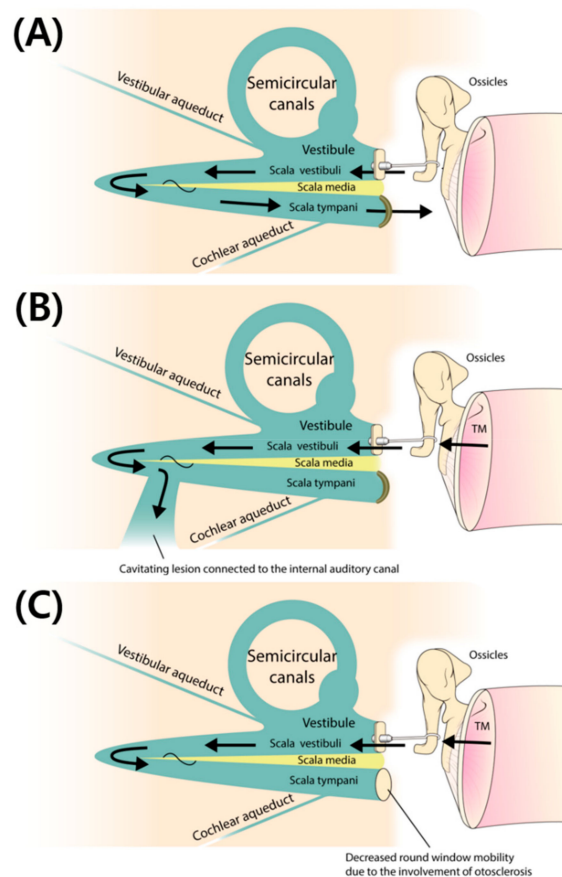 (A)
Vestibular aqueduct
Semicircular
canals
Ossicles
Vestibule
Scala vestibuli
Scala media
Scala tympani
Cochlear aqueduct
(B)
Vestibular aqueduct
Semicircular
canals
Ossicles
Vestibule
TM
Scala vestibuli
Scala media
Scala tympani
Cochlear aqueduct
Cavitating lesion connected to the internal auditory canal
(C)
Vestibular aqueduct
Semicircular
canals
Ossicles
Vestibule
TM
Scala vestibuli
Scala media
Scala tympani
Cochlear aqueduct
Decreased round window mobility
due to the involvement of otosclerosis